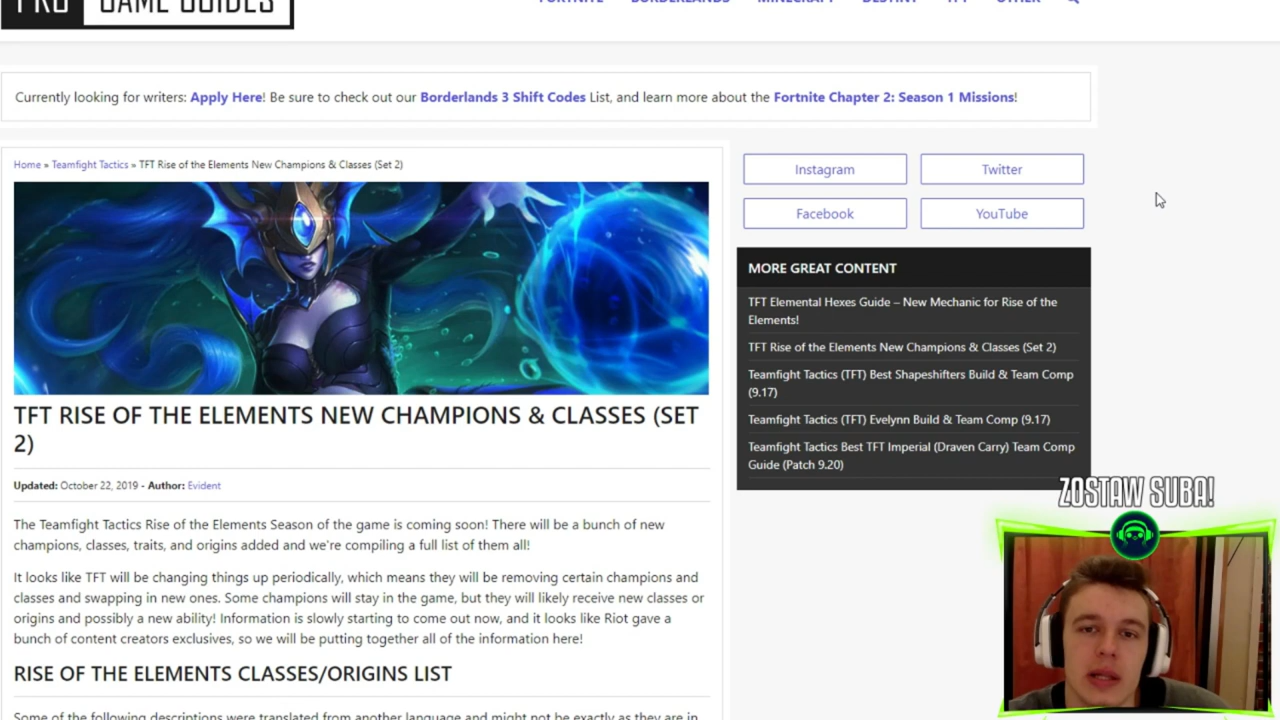 PRO GAME GUIDES
FORTNITE BORDERLANDS MINECRAFT DESTINY TFT OTHER
Currently looking for writers: Apply Here! Be sure to check out our Borderlands 3 Shift Codes List, and learn more about the Fortnite Chapter 2: Season 1 Missions!
Home » Teamfight Tactics » TFT Rise of the Elements New Champions & Classes (Set 2)
TFT RISE OF THE ELEMENTS NEW CHAMPIONS & CLASSES (SET
2)
Updated: October 22, 2019 - Author: Evident
The Teamfight Tactics Rise of the Elements Season of the game is coming soon! There will be a bunch of new
champions, classes, traits, and origins added and we're compiling a full list of them all!
It looks like TFT will be changing things up periodically, which means they will be removing certain champions and
classes and swapping in new ones. Some champions will stay in the game, but they will likely receive new classes or
origins and possibly a new ability! Information is slowly starting to come out now, and it looks like Riot gave a
bunch of content creators exclusives, so we will be putting together all of the information here!
RISE OF THE ELEMENTS CLASSES/ORIGINS LIST
Some of the following descriptions were translated from another language and might not be exactly as they are in
Instagram Twitter
Facebook YouTube
MORE GREAT CONTENT
TFT Elemental Hexes Guide – New Mechanic for Rise of the
Elements!
TFT Rise of the Elements New Champions & Classes (Set 2)
Teamfight Tactics (TFT) Best Shapeshifters Build & Team Comp
(9.17)
Teamfight Tactics (TFT) Evelynn Build & Team Comp (9.17)
Teamfight Tactics Best TFT Imperial (Draven Carry) Team Comp
Guide (Patch 9.20)
ZOSTAW SUBA!